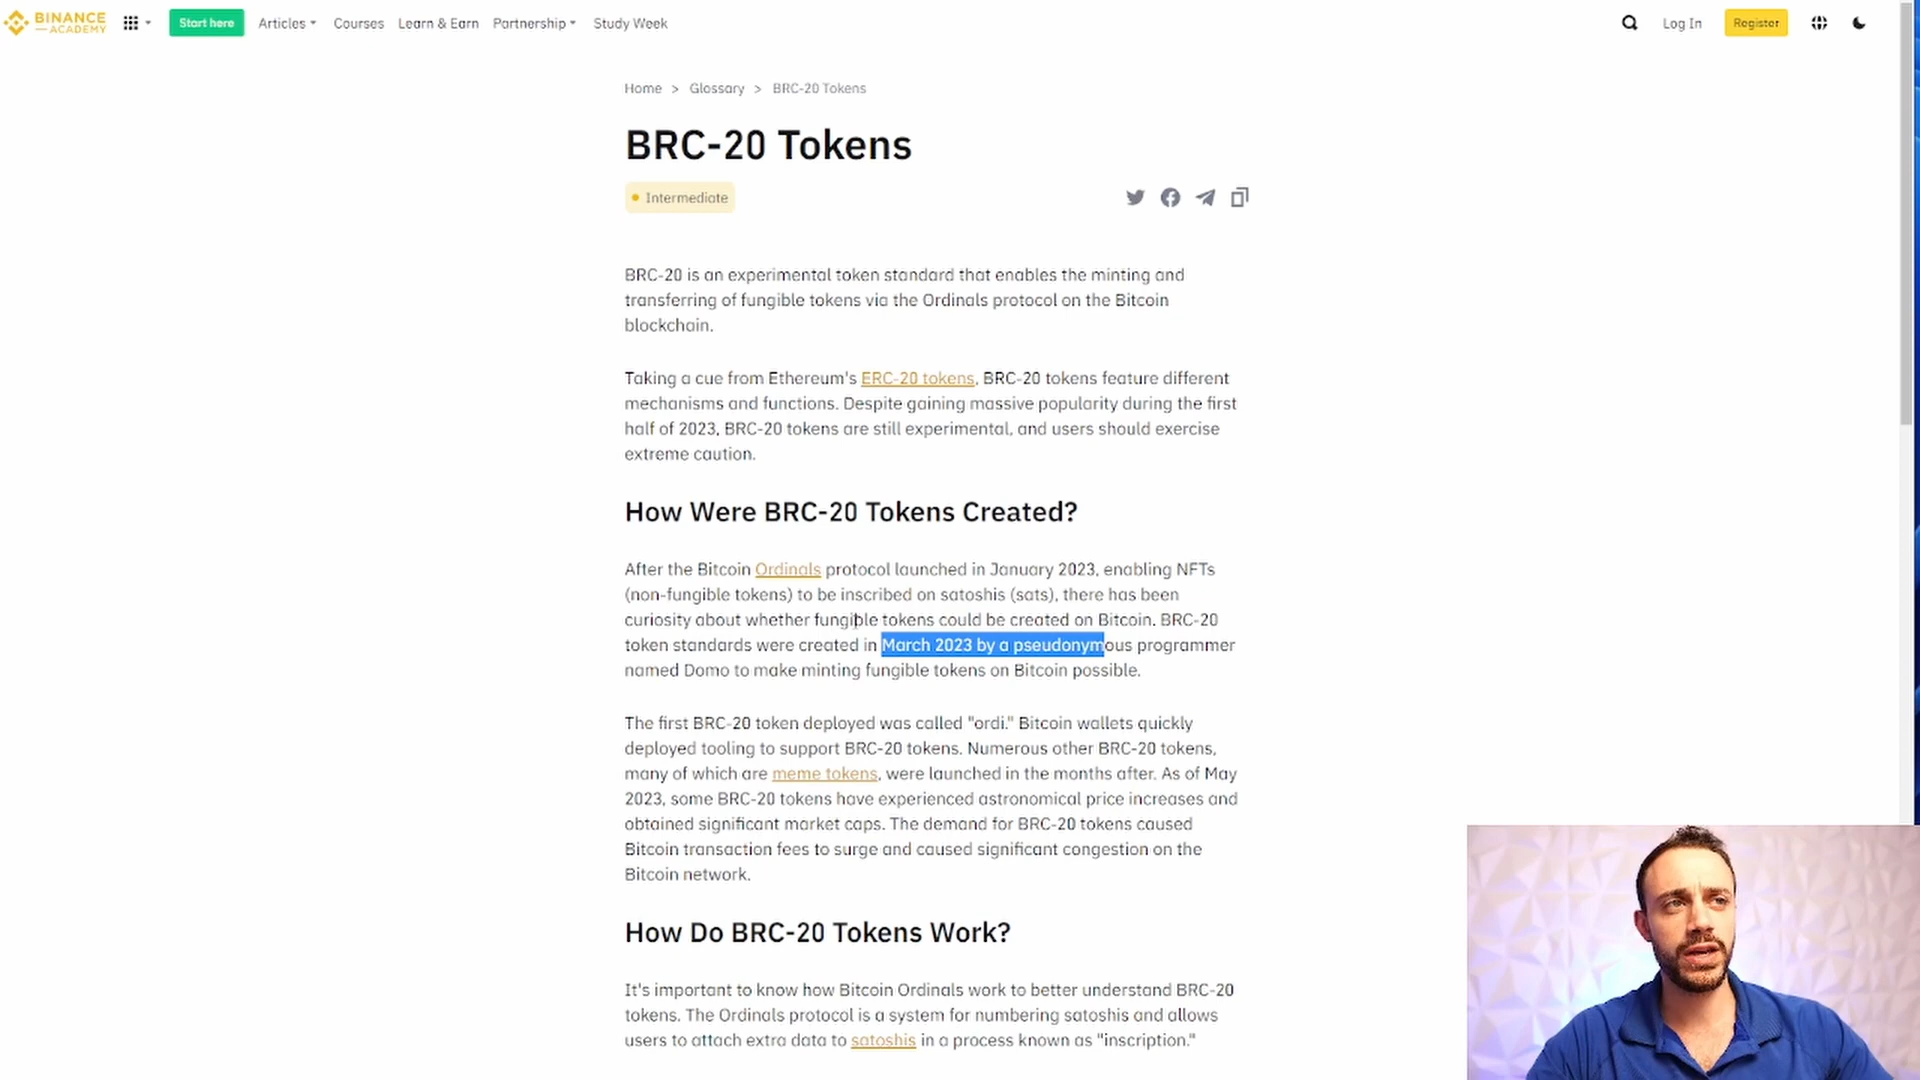 BINANCE
ACADEMY
Start here
Articles
Courses
Learn & Earn
Partnership
Study Week
Log In
Register
Home > Glossary > BRC-20 Tokens
BRC-20 Tokens
Intermediate
BRC-20 is an experimental token standard that enables the minting and
transferring of fungible tokens via the Ordinals protocol on the Bitcoin
blockchain.
Taking a cue from Ethereum's ERC-20 tokens, BRC-20 tokens feature different
mechanisms and functions. Despite gaining massive popularity during the first
half of 2023, BRC-20 tokens are still experimental, and users should exercise
extreme caution.
How Were BRC-20 Tokens Created?
After the Bitcoin Ordinals protocol launched in January 2023, enabling NFTs
(non-fungible tokens) to be inscribed on satoshis (sats), there has been
curiosity about whether fungible tokens could be created on Bitcoin. BRC-20
token standards were created in March 2023 by a pseudonymous programmer
named Domo to make minting fungible tokens on Bitcoin possible.
The first BRC-20 token deployed was called "ordi." Bitcoin wallets quickly
deployed tooling to support BRC-20 tokens. Numerous other BRC-20 tokens,
many of which are meme tokens, were launched in the months after. As of May
2023, some BRC-20 tokens have experienced astronomical price increases and
obtained significant market caps. The demand for BRC-20 tokens caused
Bitcoin transaction fees to surge and caused significant congestion on the
Bitcoin network.
How Do BRC-20 Tokens Work?
It's important to know how Bitcoin Ordinals work to better understand BRC-20
tokens. The Ordinals protocol is a system for numbering satoshis and allows
users to attach extra data to satoshis in a process known as "inscription."